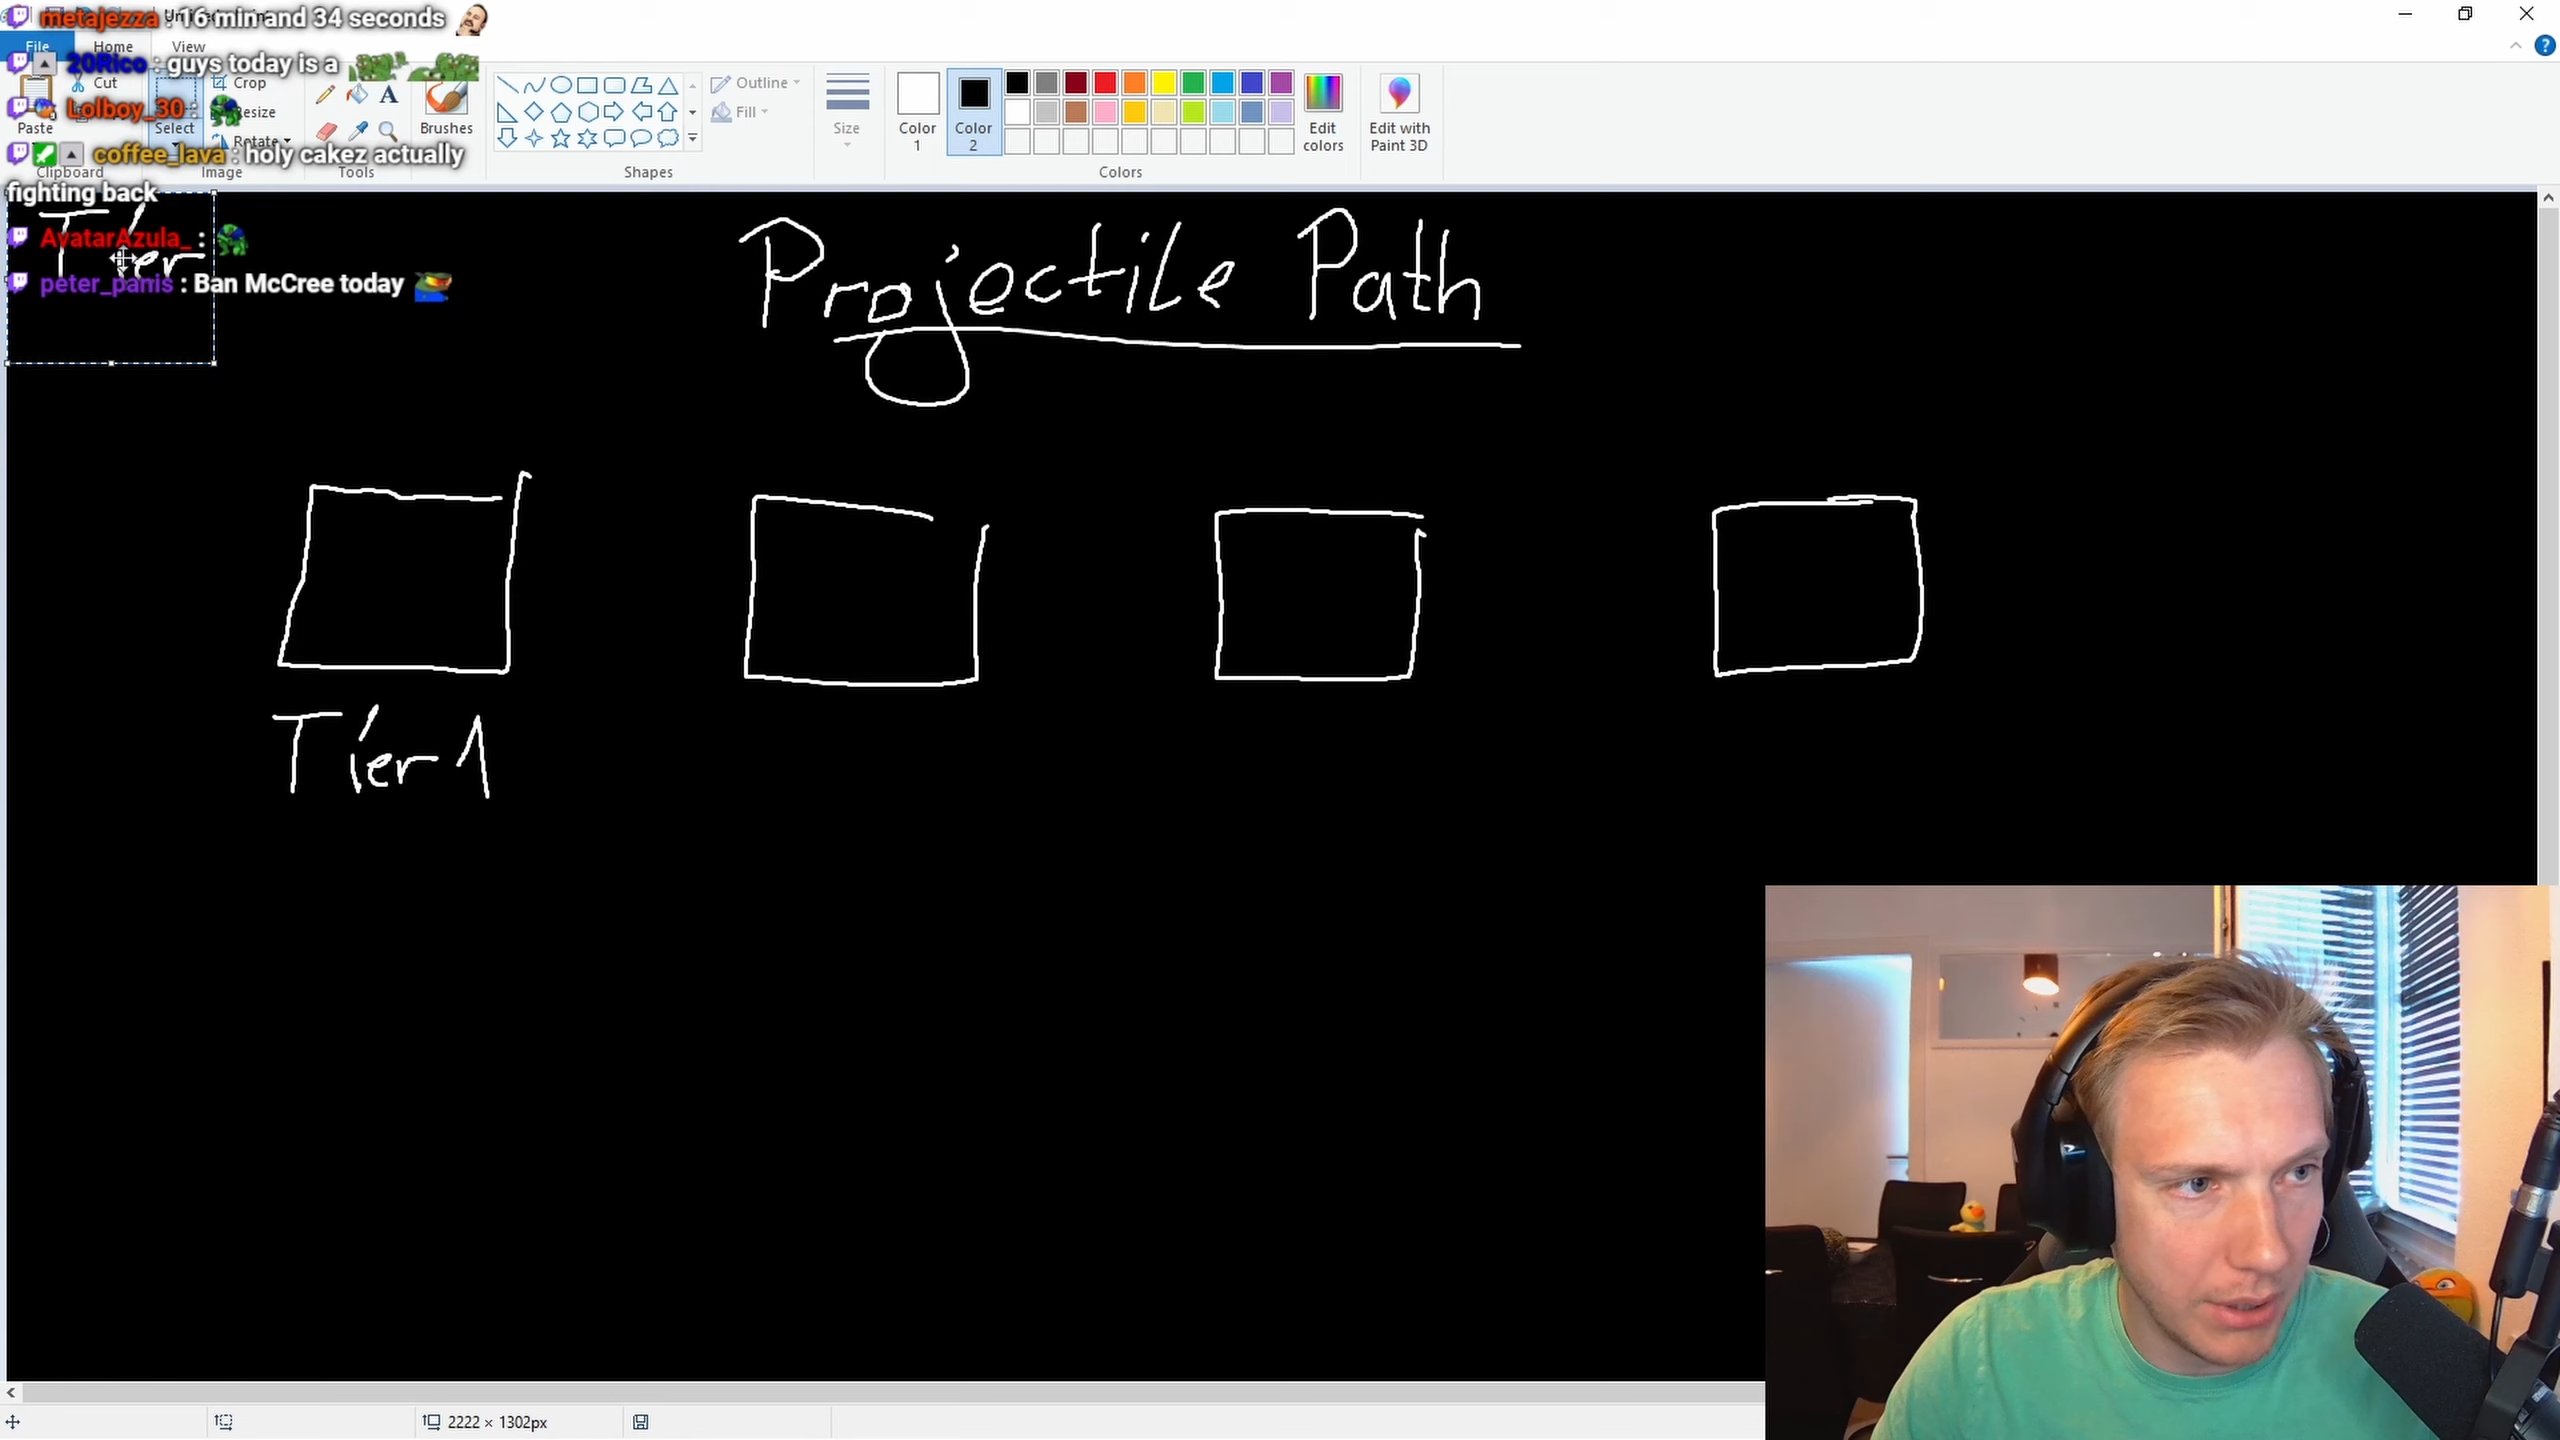 metajezza : 16 min and 34 seconds
File Home View
20Rico : guys today is a
Cut
Crop
Lolboy_30 :
Resize
Outline
Fill
Paste
Select
Rotate
Brushes
Size
Color 1
Color 2
Edit colors
Edit with Paint 3D
coffee_lava : holy cakez actually fighting back
Clipboard
Image
Tools
Shapes
Colors
Tier
AvatarAzula_ :
peter_panis : Ban McCree today
Projectile Path
Tier 1
2222 × 1302px